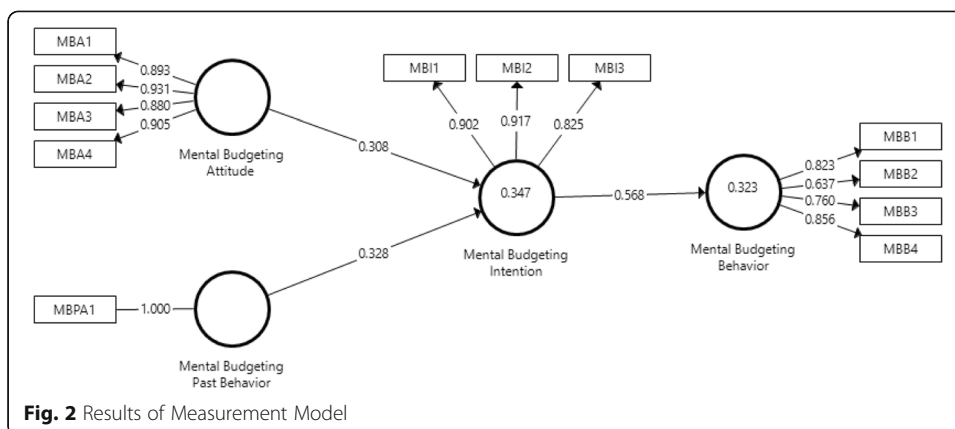 MBA1
MBA2
MBA3
MBA4
0.893
0.931
0.880
0.905
Mental Budgeting
Attitude
0.308
MBPA1
1.000
Mental Budgeting
Past Behavior
0.328
MBI1
MBI2
MBI3
0.902
0.917
0.825
0.347
Mental Budgeting
Intention
0.568
0.323
Mental Budgeting
Behavior
0.823
0.637
0.760
0.856
MBB1
MBB2
MBB3
MBB4
Fig. 2 Results of Measurement Model